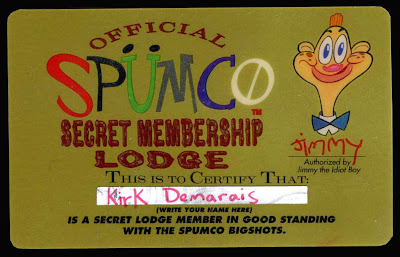 OFFICIAL
SPÜMCO™
SECRET MEMBERSHIP
LODGE
THIS IS TO CERTIFY THAT:
Kirk Demarais
(WRITE YOUR NAME HERE)
IS A SECRET LODGE MEMBER IN GOOD STANDING
WITH THE SPUMCO BIGSHOTS.
jimmy
Authorized by
Jimmy the Idiot Boy